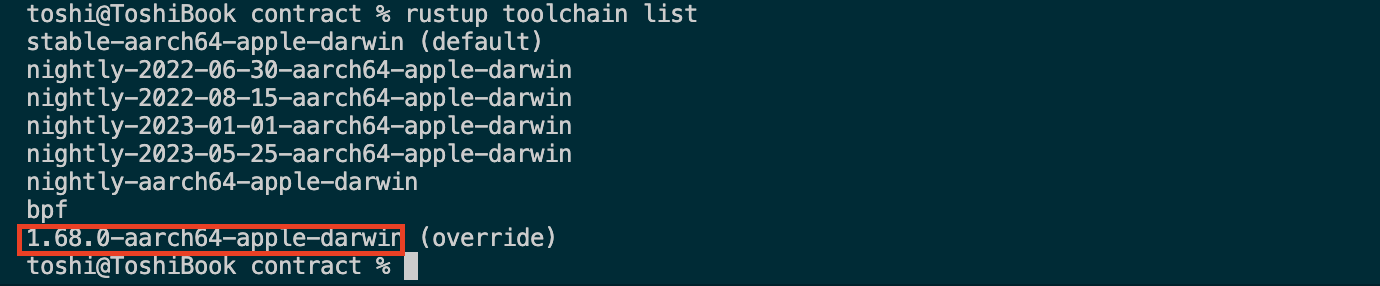 toshi@ToshiBook contract % rustup toolchain list
stable-aarch64-apple-darwin (default)
nightly-2022-06-30-aarch64-apple-darwin
nightly-2022-08-15-aarch64-apple-darwin
nightly-2023-01-01-aarch64-apple-darwin
nightly-2023-05-25-aarch64-apple-darwin
nightly-aarch64-apple-darwin
bpf
1.68.0-aarch64-apple-darwin (override)
toshi@ToshiBook contract %